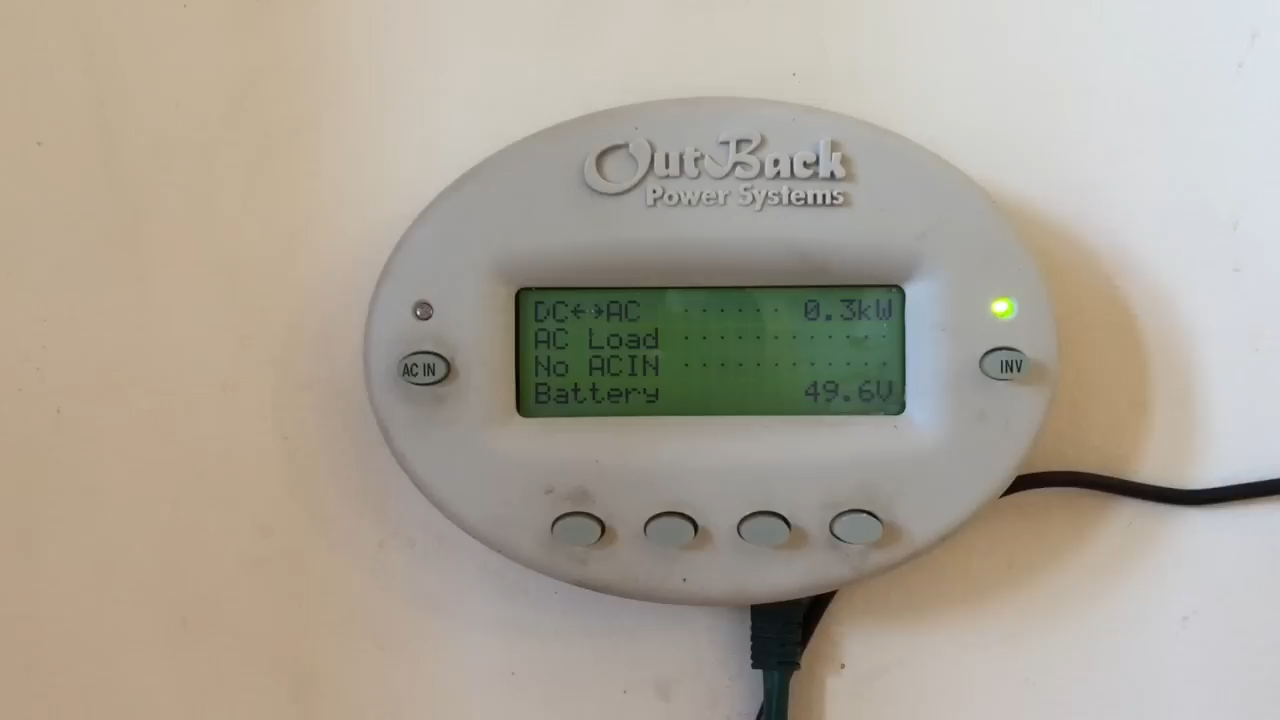 OutBack
Power Systems
DC←→AC ······ 0.3kW
AC Load ············
No ACIN ············
Battery 49.6V
AC IN
INV